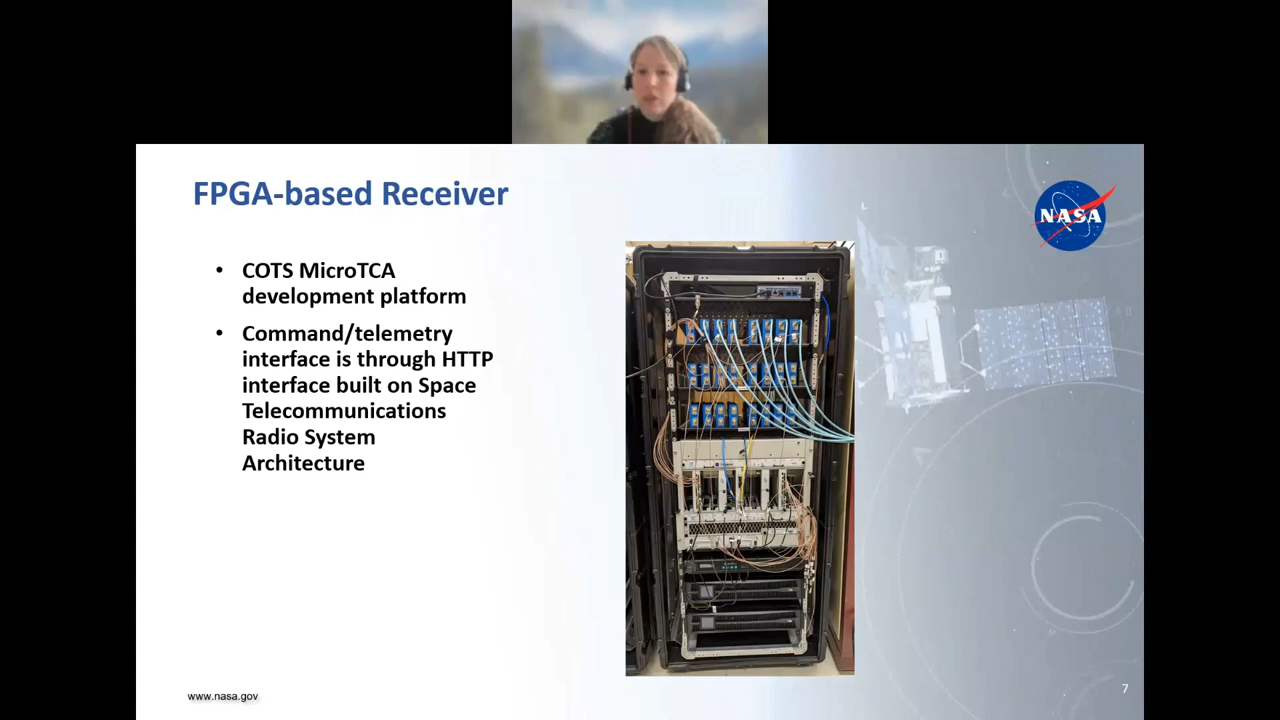 FPGA-based Receiver
NASA
• COTS MicroTCA
development platform
• Command/telemetry
interface is through HTTP
interface built on Space
Telecommunications
Radio System
Architecture
www.nasa.gov
7